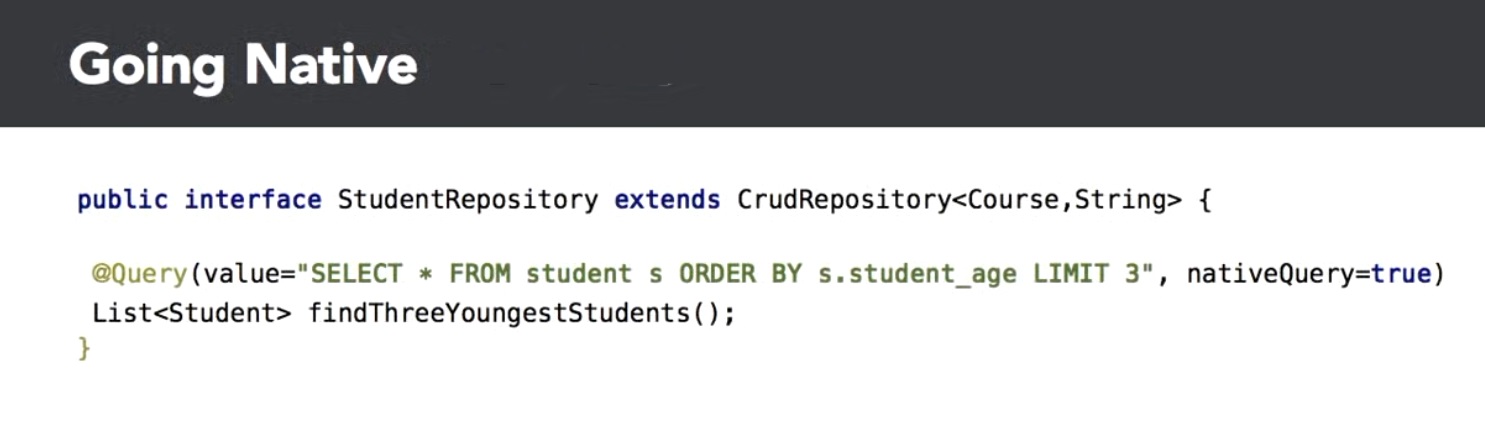 Going Native
public interface StudentRepository extends CrudRepository<Course,String> {
@Query(value="SELECT * FROM student s ORDER BY s.student_age LIMIT 3", nativeQuery=true)
List<Student> findThreeYoungestStudents();
}